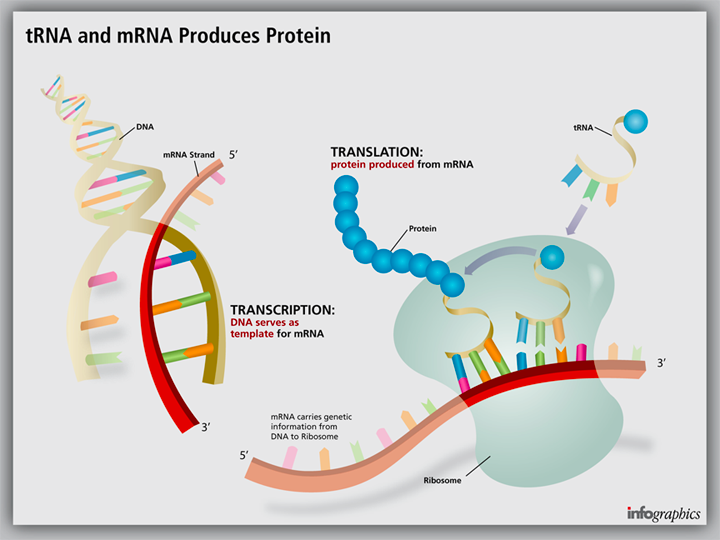 tRNA and mRNA Produces Protein
DNA
mRNA Strand
5’
TRANSCRIPTION:
DNA serves as
template for mRNA
3’
TRANSLATION:
protein produced from mRNA
tRNA
Protein
mRNA carries genetic
information from
DNA to Ribosome
5’
3’
Ribosome
infographics